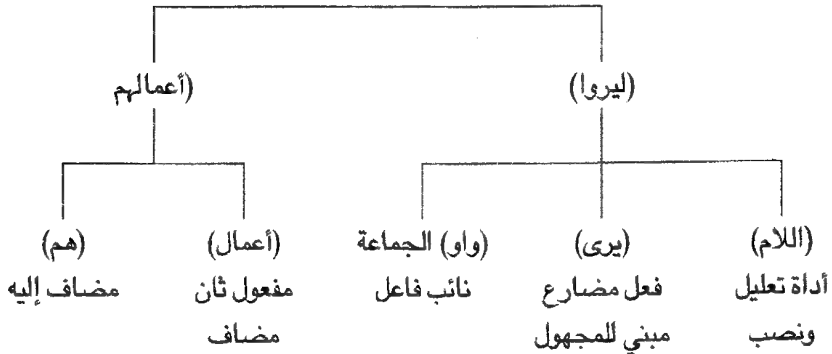 (ليروا) (أعمالهم
(اللام) (يرى) (واو) الجماعة (أعمال) (هم)
أداة تعليل فعل مضارع نائب فاعل مفعول ثان مضاف إليه
ونصب مبني للمجهول مضاف